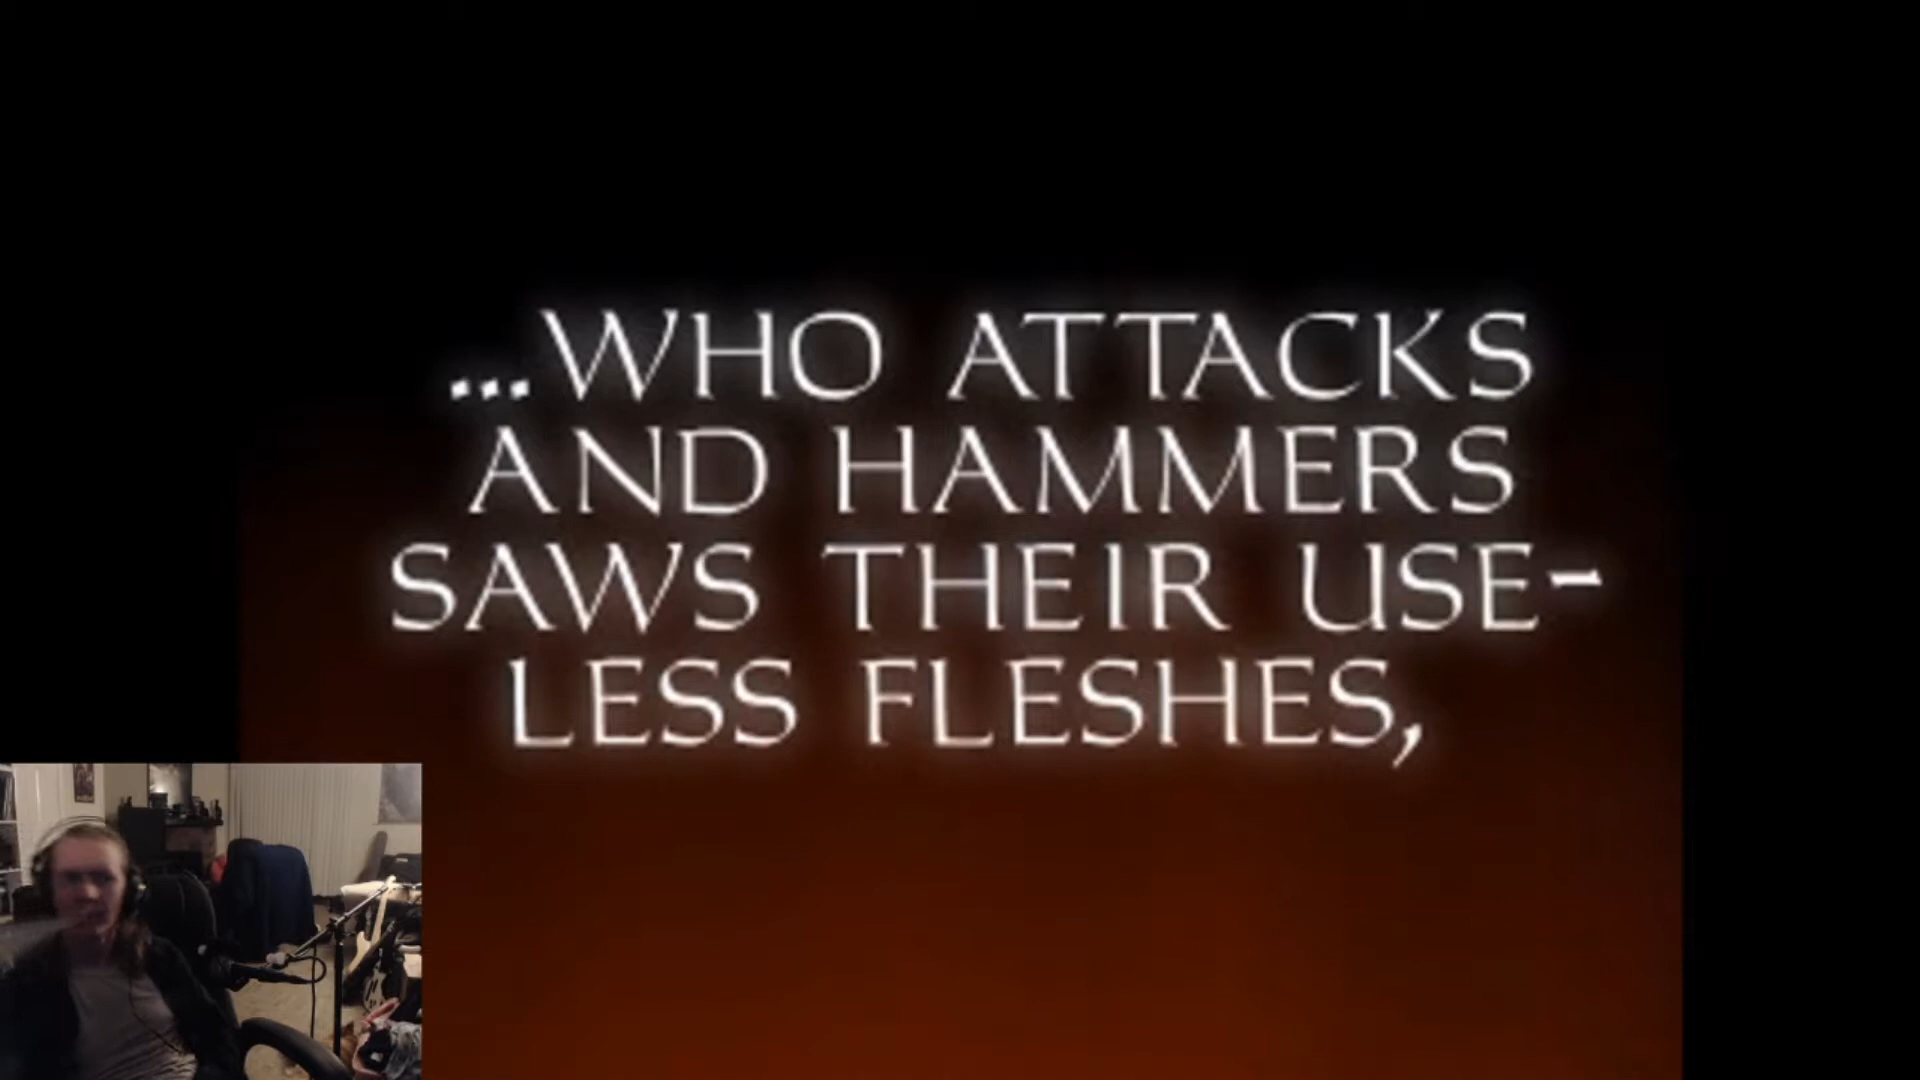 ...WHO ATTACKS
AND HAMMERS
SAWS THEIR USE-
LESS FLESHES,